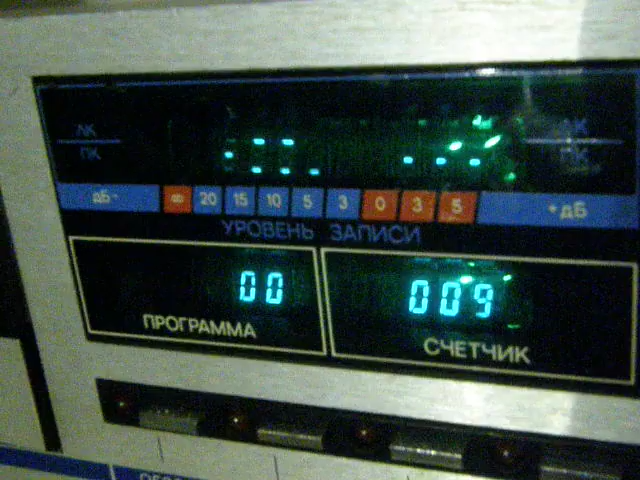 ЛК ЛК
ПК ПК
дБ- ∞ 20 15 10 5 3 0 3 5 +дБ
УРОВЕНЬ ЗАПИСИ
00 009
ПРОГРАММА СЧЕТЧИК